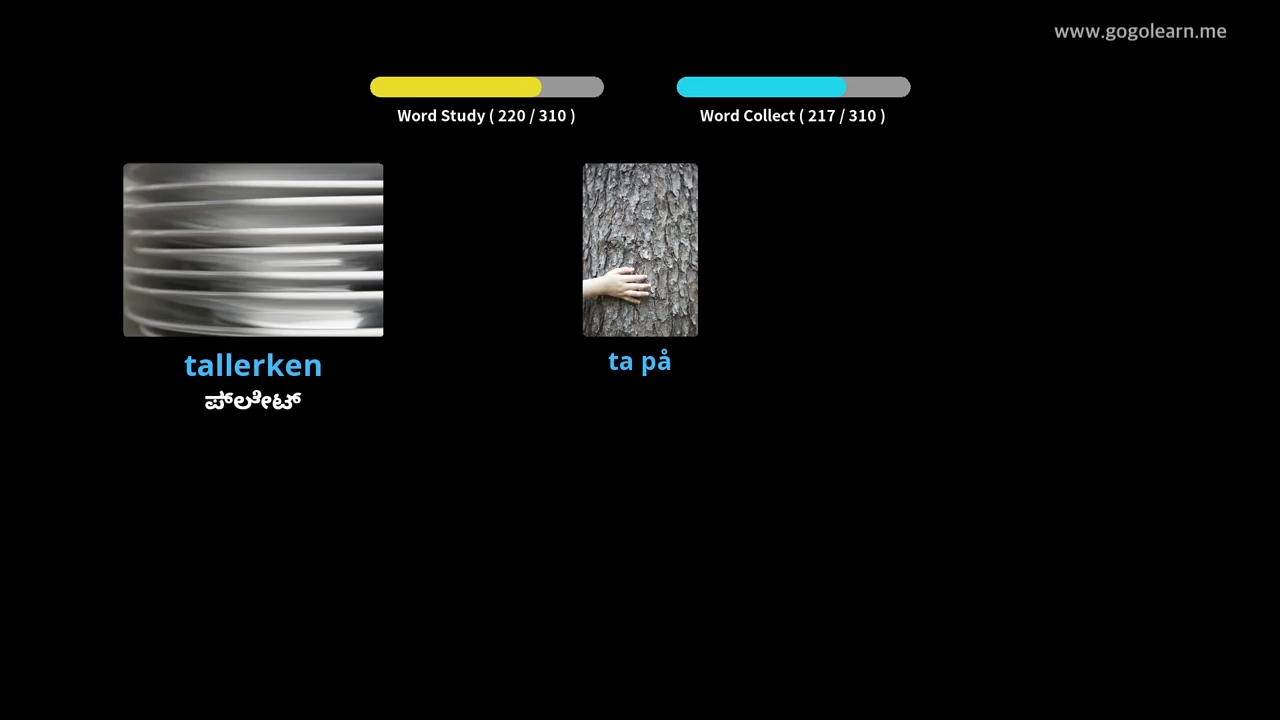 www.gogolearn.me
Word Study ( 220 / 310 )
Word Collect ( 217 / 310 )
tallerken
ಪ್ಲೇಟ್
ta på